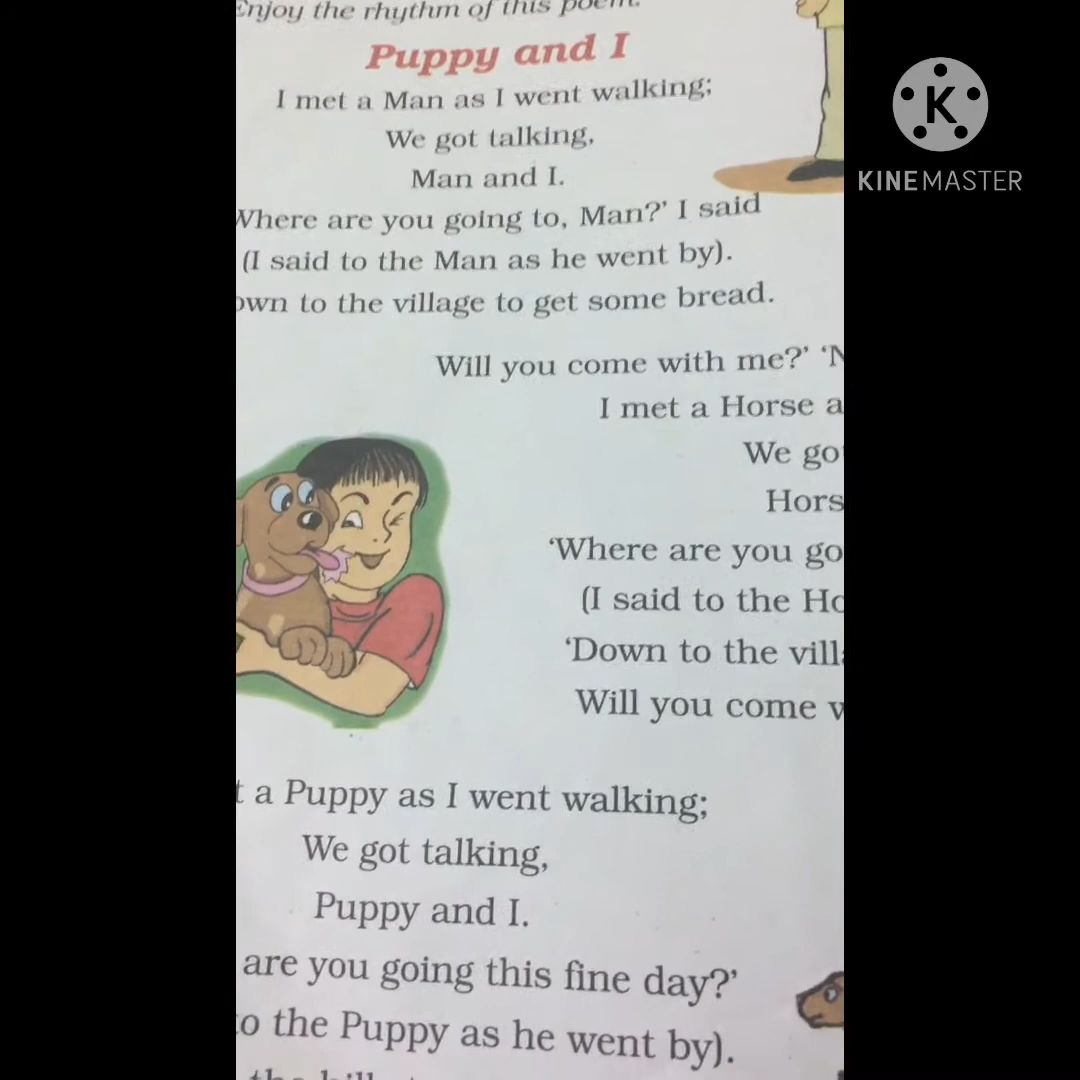 Enjoy the rhythm of this poem.
Puppy and I
I met a Man as I went walking;
We got talking,
Man and I.
Where are you going to, Man?' I said
(I said to the Man as he went by).
own to the village to get some bread.
Will you come with me?'
I met a Horse a
We go
Hors
'Where are you go
(I said to the Ho
'Down to the vill
Will you come w
t a Puppy as I went walking;
We got talking,
Puppy and I.
are you going this fine day?'
to the Puppy as he went by).
K
KINEMASTER